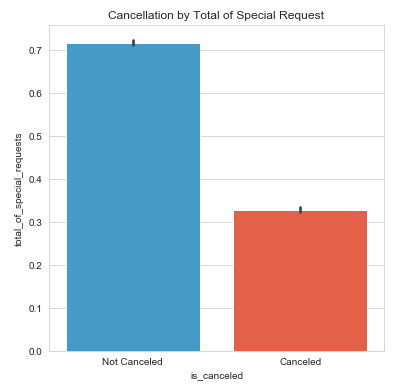 Cancellation by Total of Special Request
total_of_special_requests
0.7
0.6
0.5
0.4
0.3
0.2
0.1
0.0
Not Canceled
Canceled
is_canceled